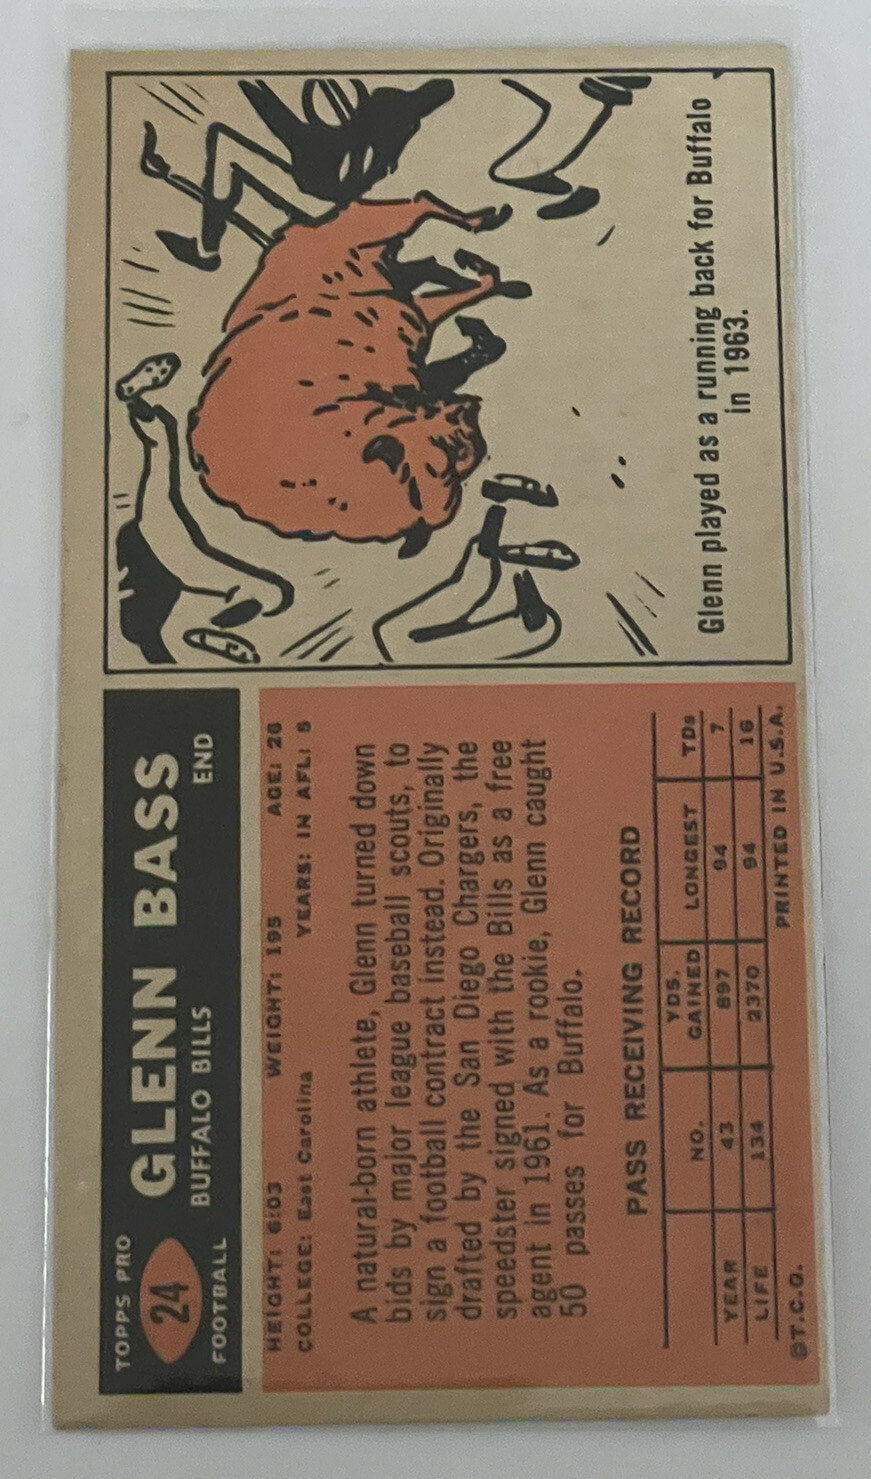 TOPPS PRO
24
FOOTBALL
GLENN BASS
BUFFALO BILLS END
HEIGHT: 6:03 WEIGHT: 195 AGE: 26
COLLEGE: East Carolina YEARS: IN AFL: 5
A natural-born athlete, Glenn turned down
bids by major league baseball scouts, to
sign a football contract instead. Originally
drafted by the San Diego Chargers, the
speedster signed with the Bills as a free
agent in 1961. As a rookie, Glenn caught
50 passes for Buffalo.
PASS RECEIVING RECORD
NO. YDS. GAINED LONGEST TDs
YEAR 43 897 94 7
LIFE 134 2370 94 16
©T.C.G. PRINTED IN U.S.A.
Glenn played as a running back for Buffalo
in 1963.